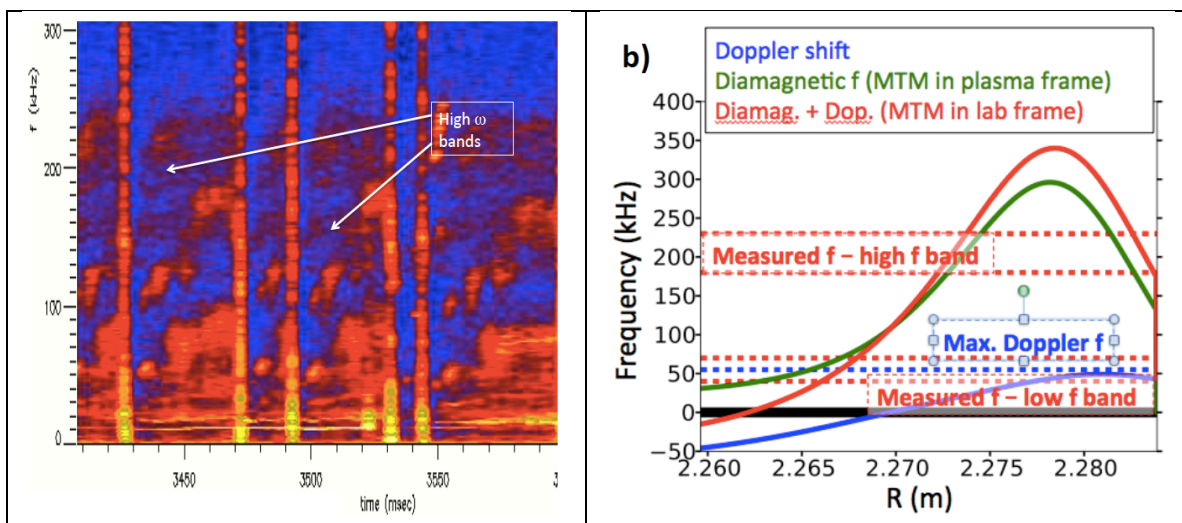 300
200
100
0
f (kHz)
High ω
bands
3450
3500
3550
3
time (msec)
b)
Doppler shift
Diamagnetic f (MTM in plasma frame)
Diamag. + Dop. (MTM in lab frame)
400
350
300
250
200
150
100
50
0
−50
Frequency (kHz)
Measured f – high f band
Max. Doppler f
Measured f – low f band
2.260 2.265 2.270 2.275 2.280
R (m)